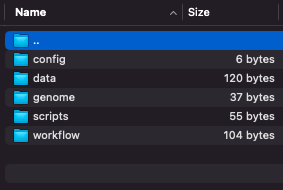 Name Size
..
config 6 bytes
data 120 bytes
genome 37 bytes
scripts 55 bytes
workflow 104 bytes